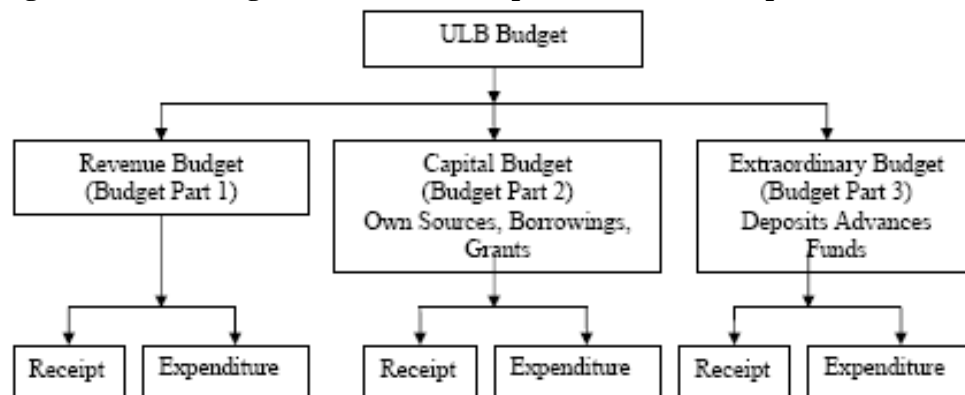 ULB Budget
Revenue Budget
(Budget Part 1)
Capital Budget
(Budget Part 2)
Own Sources, Borrowings,
Grants
Extraordinary Budget
(Budget Part 3)
Deposits Advances
Funds
Receipt
Expenditure
Receipt
Expenditure
Receipt
Expenditure